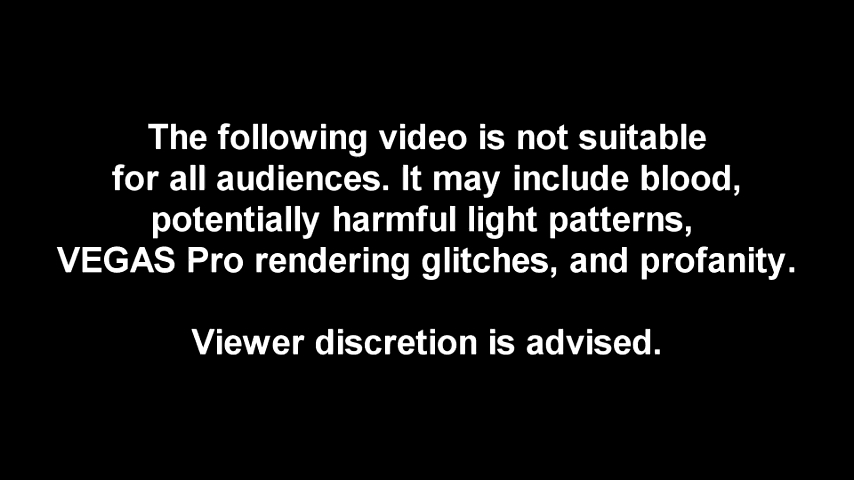 The following video is not suitable
for all audiences. It may include blood,
potentially harmful light patterns,
VEGAS Pro rendering glitches, and profanity.
Viewer discretion is advised.